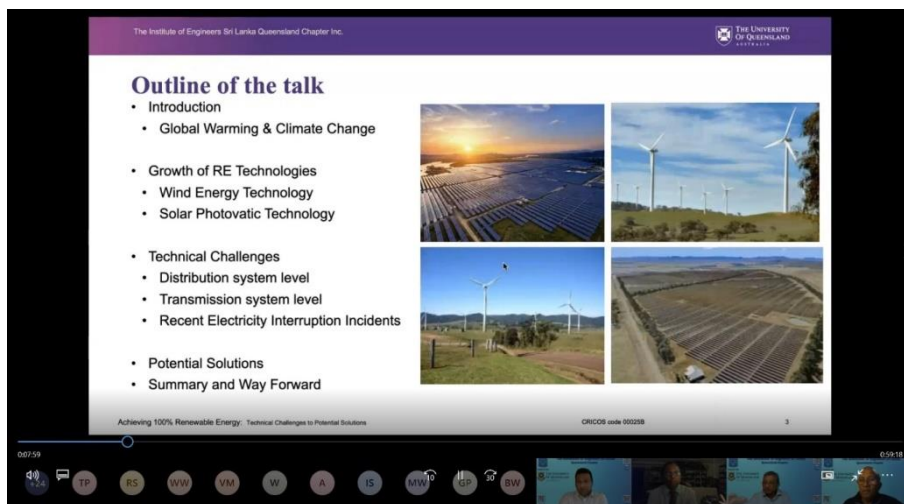 The Institute of Engineers Sri Lanka Queensland Chapter Inc.
THE UNIVERSITY
OF QUEENSLAND
AUSTRALIA
Outline of the talk
• Introduction
• Global Warming & Climate Change
• Growth of RE Technologies
• Wind Energy Technology
• Solar Photovatic Technology
• Technical Challenges
• Distribution system level
• Transmission system level
• Recent Electricity Interruption Incidents
• Potential Solutions
• Summary and Way Forward
Achieving 100% Renewable Energy: Technical Challenges to Potential Solutions
CRICOS code 00025B
3
0:07:59
0:59:18
+24
TP
RS
WW
VM
W
A
IS
MW
10
GP
30
BW